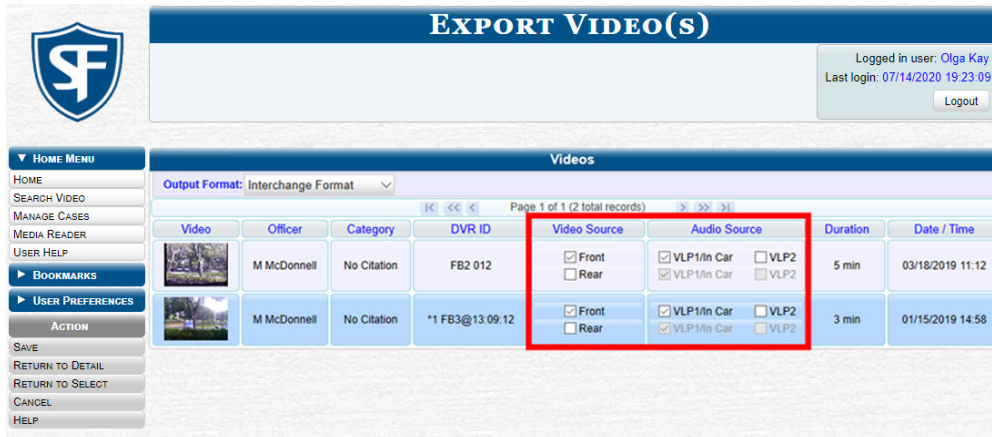 EXPORT VIDEO(S)
SF
Logged in user: Olga Kay
Last login: 07/14/2020 19:23:09
Logout
▼ HOME MENU
HOME
SEARCH VIDEO
MANAGE CASES
MEDIA READER
USER HELP
► BOOKMARKS
► USER PREFERENCES
ACTION
SAVE
RETURN TO DETAIL
RETURN TO SELECT
CANCEL
HELP
Videos
Output Format: Interchange Format
|< << < Page 1 of 1 (2 total records) > >> >|
Video Officer Category DVR ID Video Source Audio Source Duration Date / Time
M McDonnell No Citation FB2 012 Front VLP1/In Car VLP2 5 min 03/18/2019 11:12
Rear VLP1/In Car VLP2
M McDonnell No Citation *1 FB3@13:09:12 Front VLP1/In Car VLP2 3 min 01/15/2019 14:58
Rear VLP1/In Car VLP2